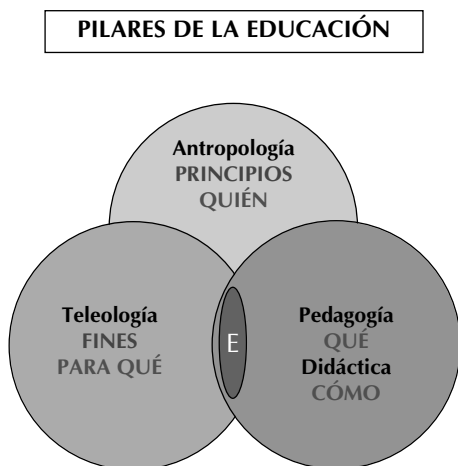 PILARES DE LA EDUCACIÓN
Antropología
PRINCIPIOS
QUIÉN
Teleología
FINES
PARA QUÉ
E
Pedagogía
QUÉ
Didáctica
CÓMO